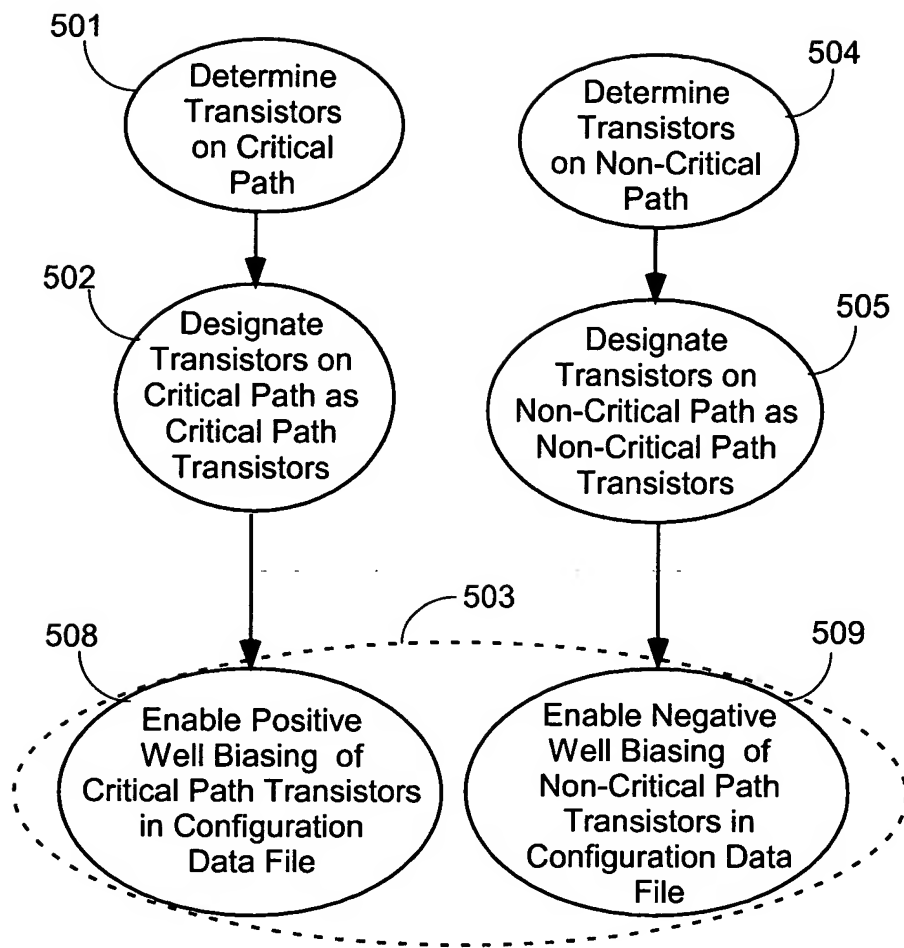 501
Determine
Transistors
on Critical
Path
504
Determine
Transistors
on Non-Critical
Path
502
Designate
Transistors on
Critical Path as
Critical Path
Transistors
505
Designate
Transistors on
Non-Critical Path as
Non-Critical Path
Transistors
503
508
Enable Positive
Well Biasing of
Critical Path Transistors
in Configuration
Data File
509
Enable Negative
Well Biasing of
Non-Critical Path
Transistors in
Configuration Data
File